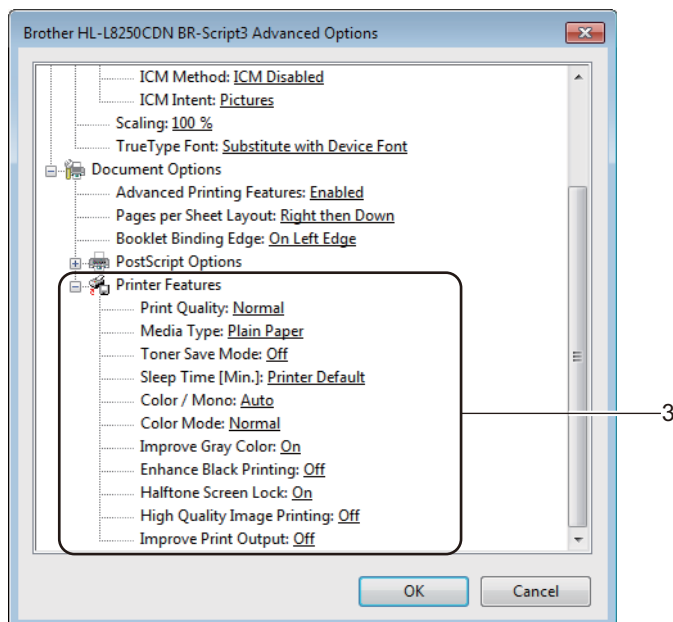 Brother HL-L8250CDN BR-Script3 Advanced Options
ICM Method: ICM Disabled
ICM Intent: Pictures
Scaling: 100 %
TrueType Font: Substitute with Device Font
Document Options
Advanced Printing Features: Enabled
Pages per Sheet Layout: Right then Down
Booklet Binding Edge: On Left Edge
PostScript Options
Printer Features
Print Quality: Normal
Media Type: Plain Paper
Toner Save Mode: Off
Sleep Time [Min.]: Printer Default
Color / Mono: Auto
Color Mode: Normal
Improve Gray Color: On
Enhance Black Printing: Off
Halftone Screen Lock: On
High Quality Image Printing: Off
Improve Print Output: Off
3
OK Cancel